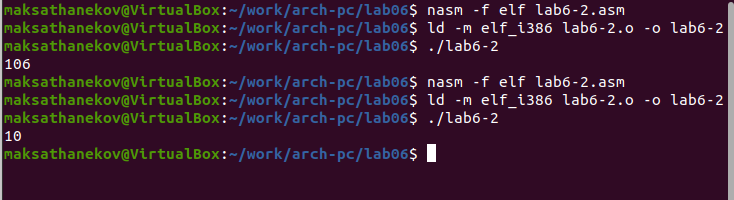 maksathanekov@VirtualBox:~/work/arch-pc/lab06$ nasm -f elf lab6-2.asm
maksathanekov@VirtualBox:~/work/arch-pc/lab06$ ld -m elf_i386 lab6-2.o -o lab6-2
maksathanekov@VirtualBox:~/work/arch-pc/lab06$ ./lab6-2
106
maksathanekov@VirtualBox:~/work/arch-pc/lab06$ nasm -f elf lab6-2.asm
maksathanekov@VirtualBox:~/work/arch-pc/lab06$ ld -m elf_i386 lab6-2.o -o lab6-2
maksathanekov@VirtualBox:~/work/arch-pc/lab06$ ./lab6-2
10
maksathanekov@VirtualBox:~/work/arch-pc/lab06$